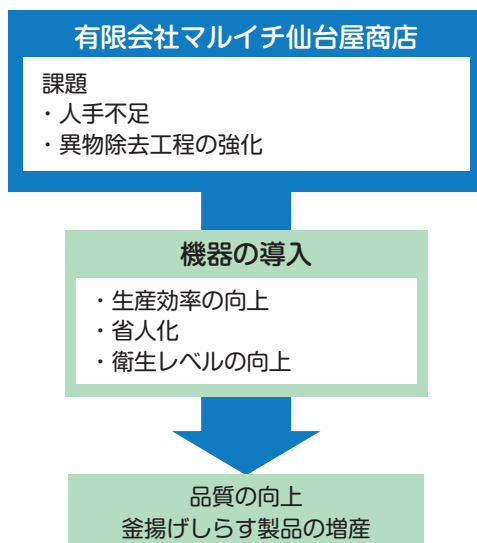 有限会社マルイチ仙台屋商店
課題
・人手不足
・異物除去工程の強化
機器の導入
・生産効率の向上
・省人化
・衛生レベルの向上
品質の向上
釜揚げしらす製品の増産